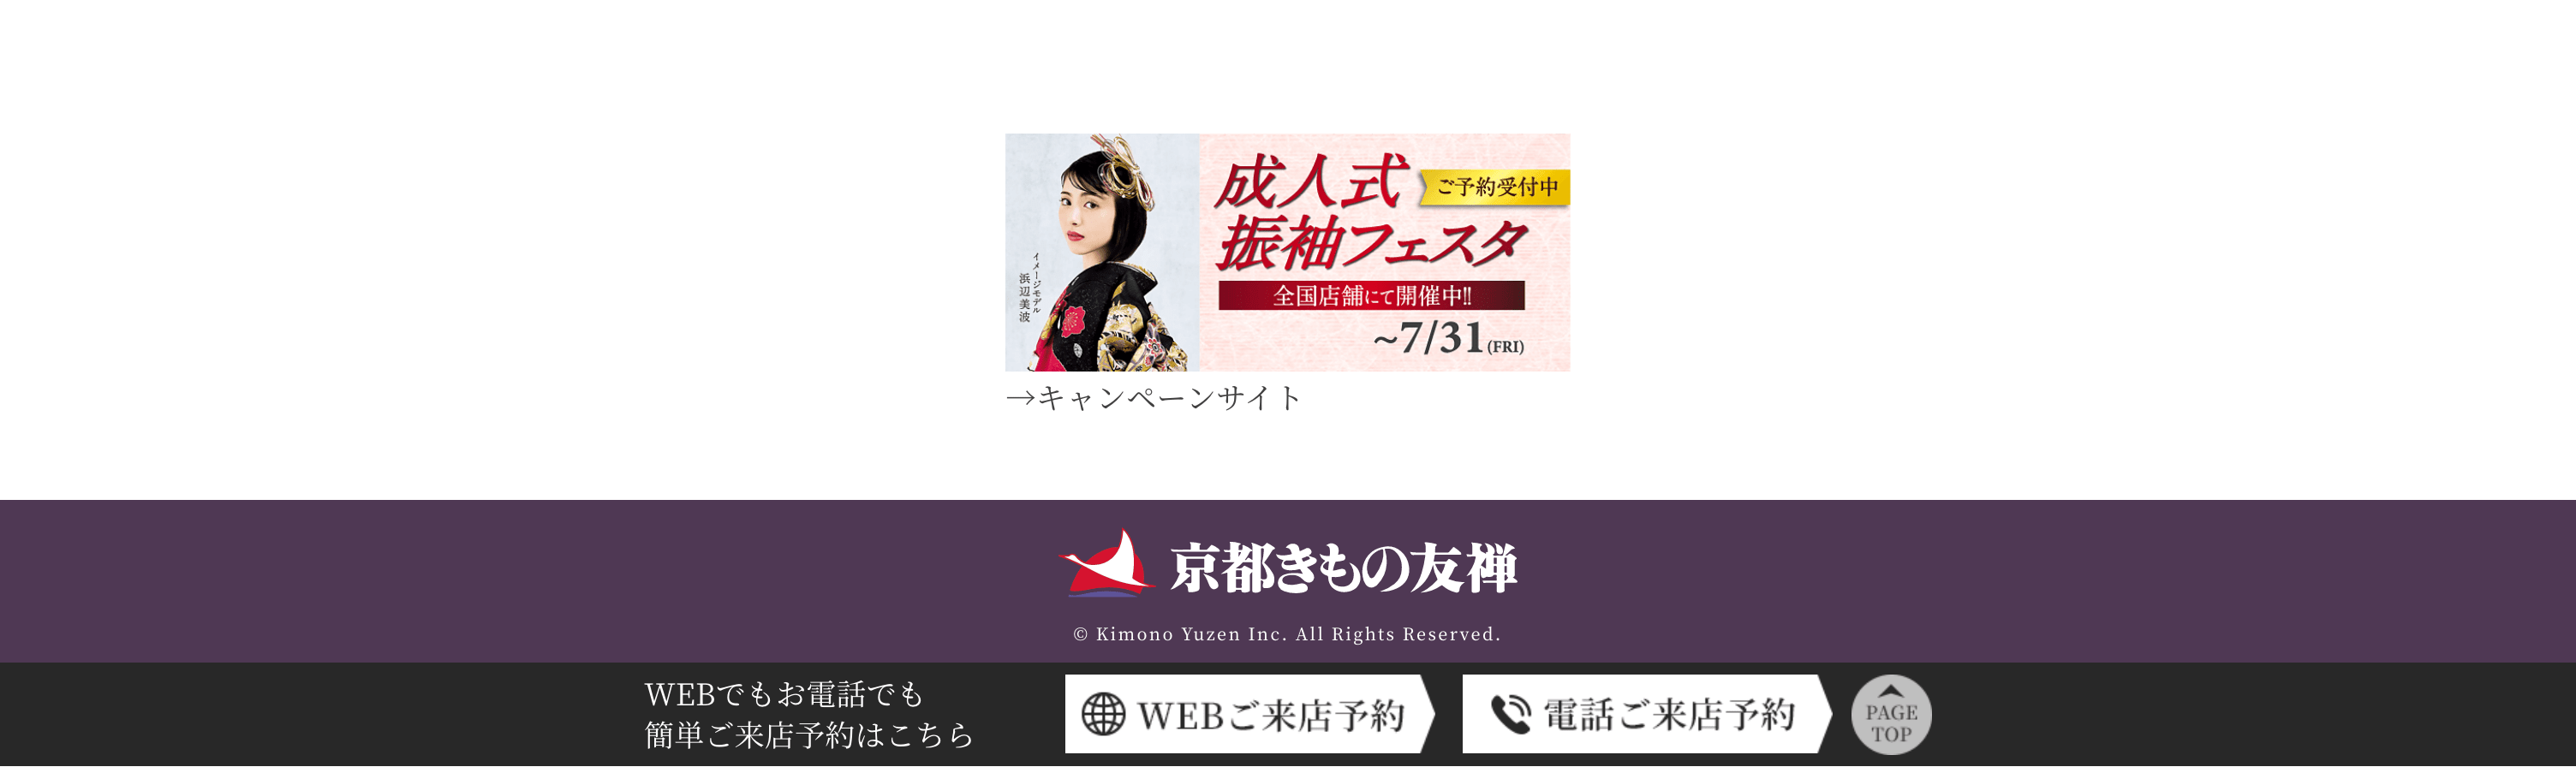 成人式
ご予約受付中
振袖フェスタ
全国店舗にて開催中!!
~7/31(FRI)
イメージモデル
浜辺美波
→キャンペーンサイト
京都きもの友禅
© Kimono Yuzen Inc. All Rights Reserved.
WEBでもお電話でも
簡単ご来店予約はこちら
WEBご来店予約
電話ご来店予約
PAGE
TOP